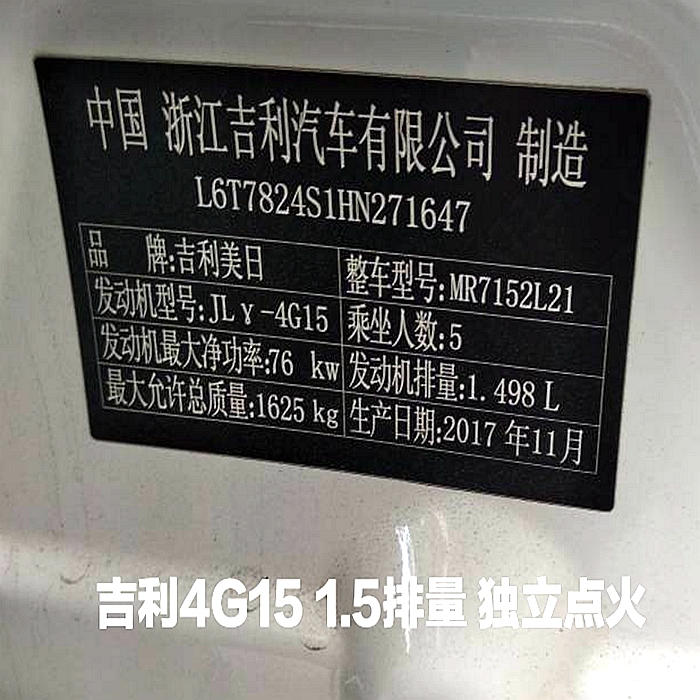 中国 浙江吉利汽车有限公司 制造
L6T7824S1HN271647
品 牌:吉利美日 整车型号:MR7152L21
发动机型号:JLγ-4G15 乘坐人数:5
发动机最大净功率:76 kw 发动机排量:1.498 L
最大允许总质量:1625 kg 生产日期:2017 年11月
吉利4G15 1.5排量 独立点火